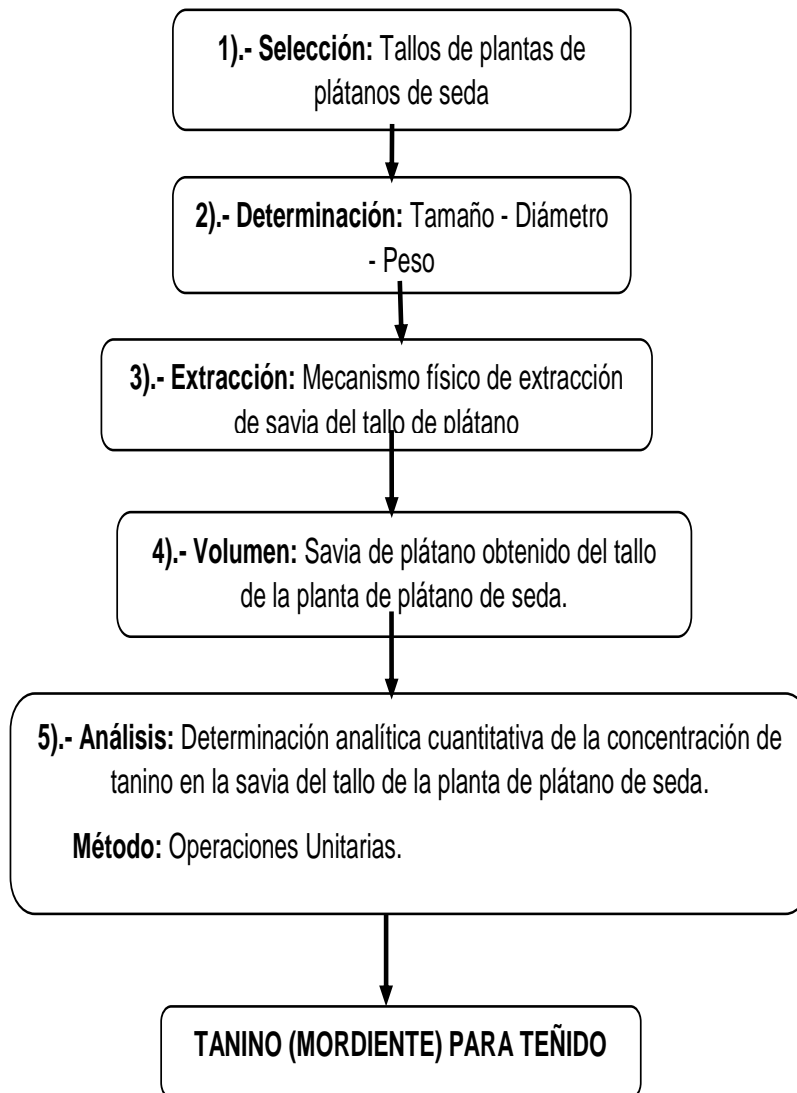 1).- Selección: Tallos de plantas de
plátanos de seda
2).- Determinación: Tamaño - Diámetro
- Peso
3).- Extracción: Mecanismo físico de extracción
de savia del tallo de plátano
4).- Volumen: Savia de plátano obtenido del tallo
de la planta de plátano de seda.
5).- Análisis: Determinación analítica cuantitativa de la concentración de
tanino en la savia del tallo de la planta de plátano de seda.
Método: Operaciones Unitarias.
TANINO (MORDIENTE) PARA TEÑIDO